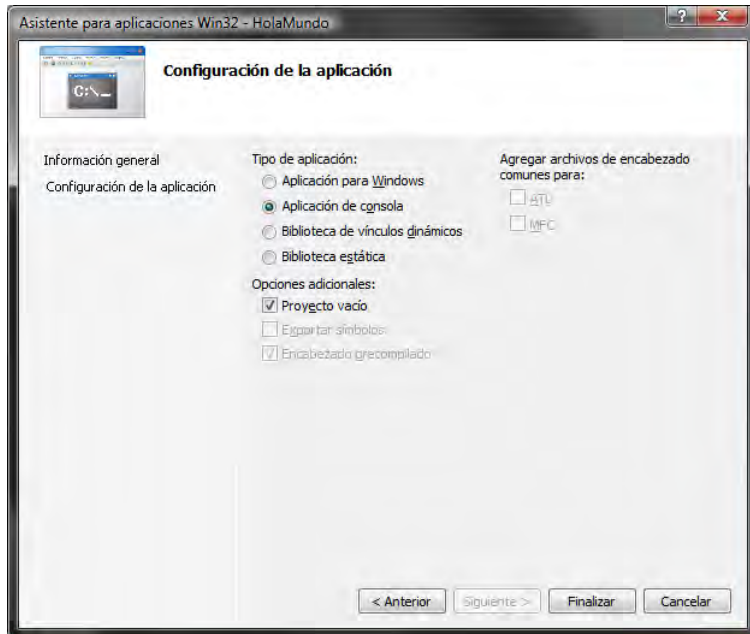 Asistente para aplicaciones Win32 - HolaMundo
C:\_
Configuración de la aplicación
Información general
Configuración de la aplicación
Tipo de aplicación:
Aplicación para Windows
Aplicación de consola
Biblioteca de vínculos dinámicos
Biblioteca estática
Opciones adicionales:
Proyecto vacío
Exportar símbolos
Encabezado precompilado
Agregar archivos de encabezado
comunes para:
ATL
MFC
< Anterior
Siguiente >
Finalizar
Cancelar